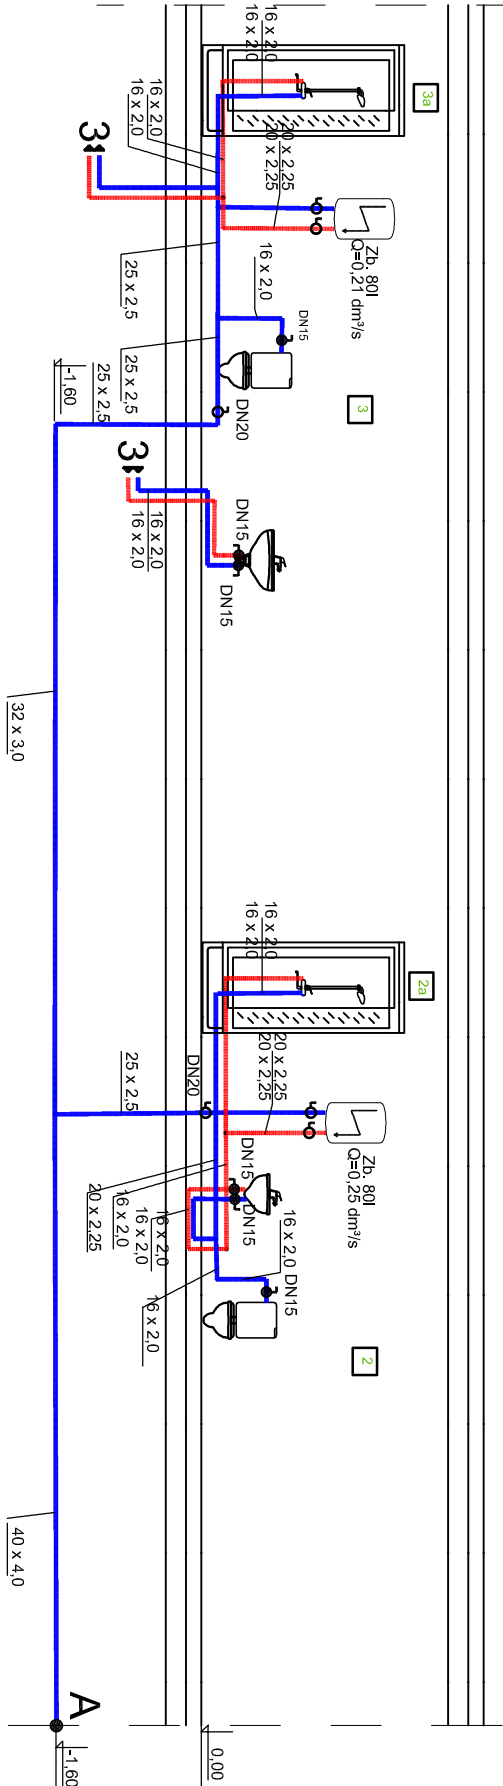 16 x 2,0
16 x 2,0
3a
16 x 2,0
16 x 2,0
3
20 x 2,25
20 x 2,25
Zb. 80l
Q=0,21 dm³/s
25 x 2,5
16 x 2,0
DN15
25 x 2,5
25 x 2,5
-1,60
3
DN20
3
16 x 2,0
16 x 2,0
DN15
DN15
32 x 3,0
16 x 2,0
16 x 2,0
2a
25 x 2,5
DN20
20 x 2,25
20 x 2,25
Zb. 80l
Q=0,25 dm³/s
DN15
DN15
20 x 2,25
16 x 2,0
16 x 2,0
16 x 2,0
16 x 2,0
16 x 2,0
DN15
2
40 x 4,0
A
-1,60
0,00